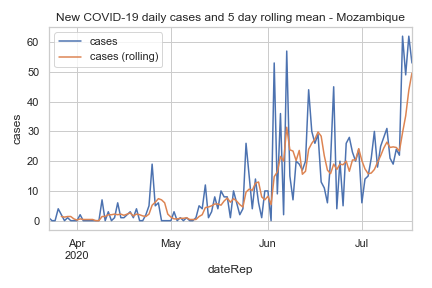 New COVID-19 daily cases and 5 day rolling mean - Mozambique
cases
cases (rolling)
60
50
40
30
20
10
0
cases
Apr
2020
May
Jun
Jul
dateRep